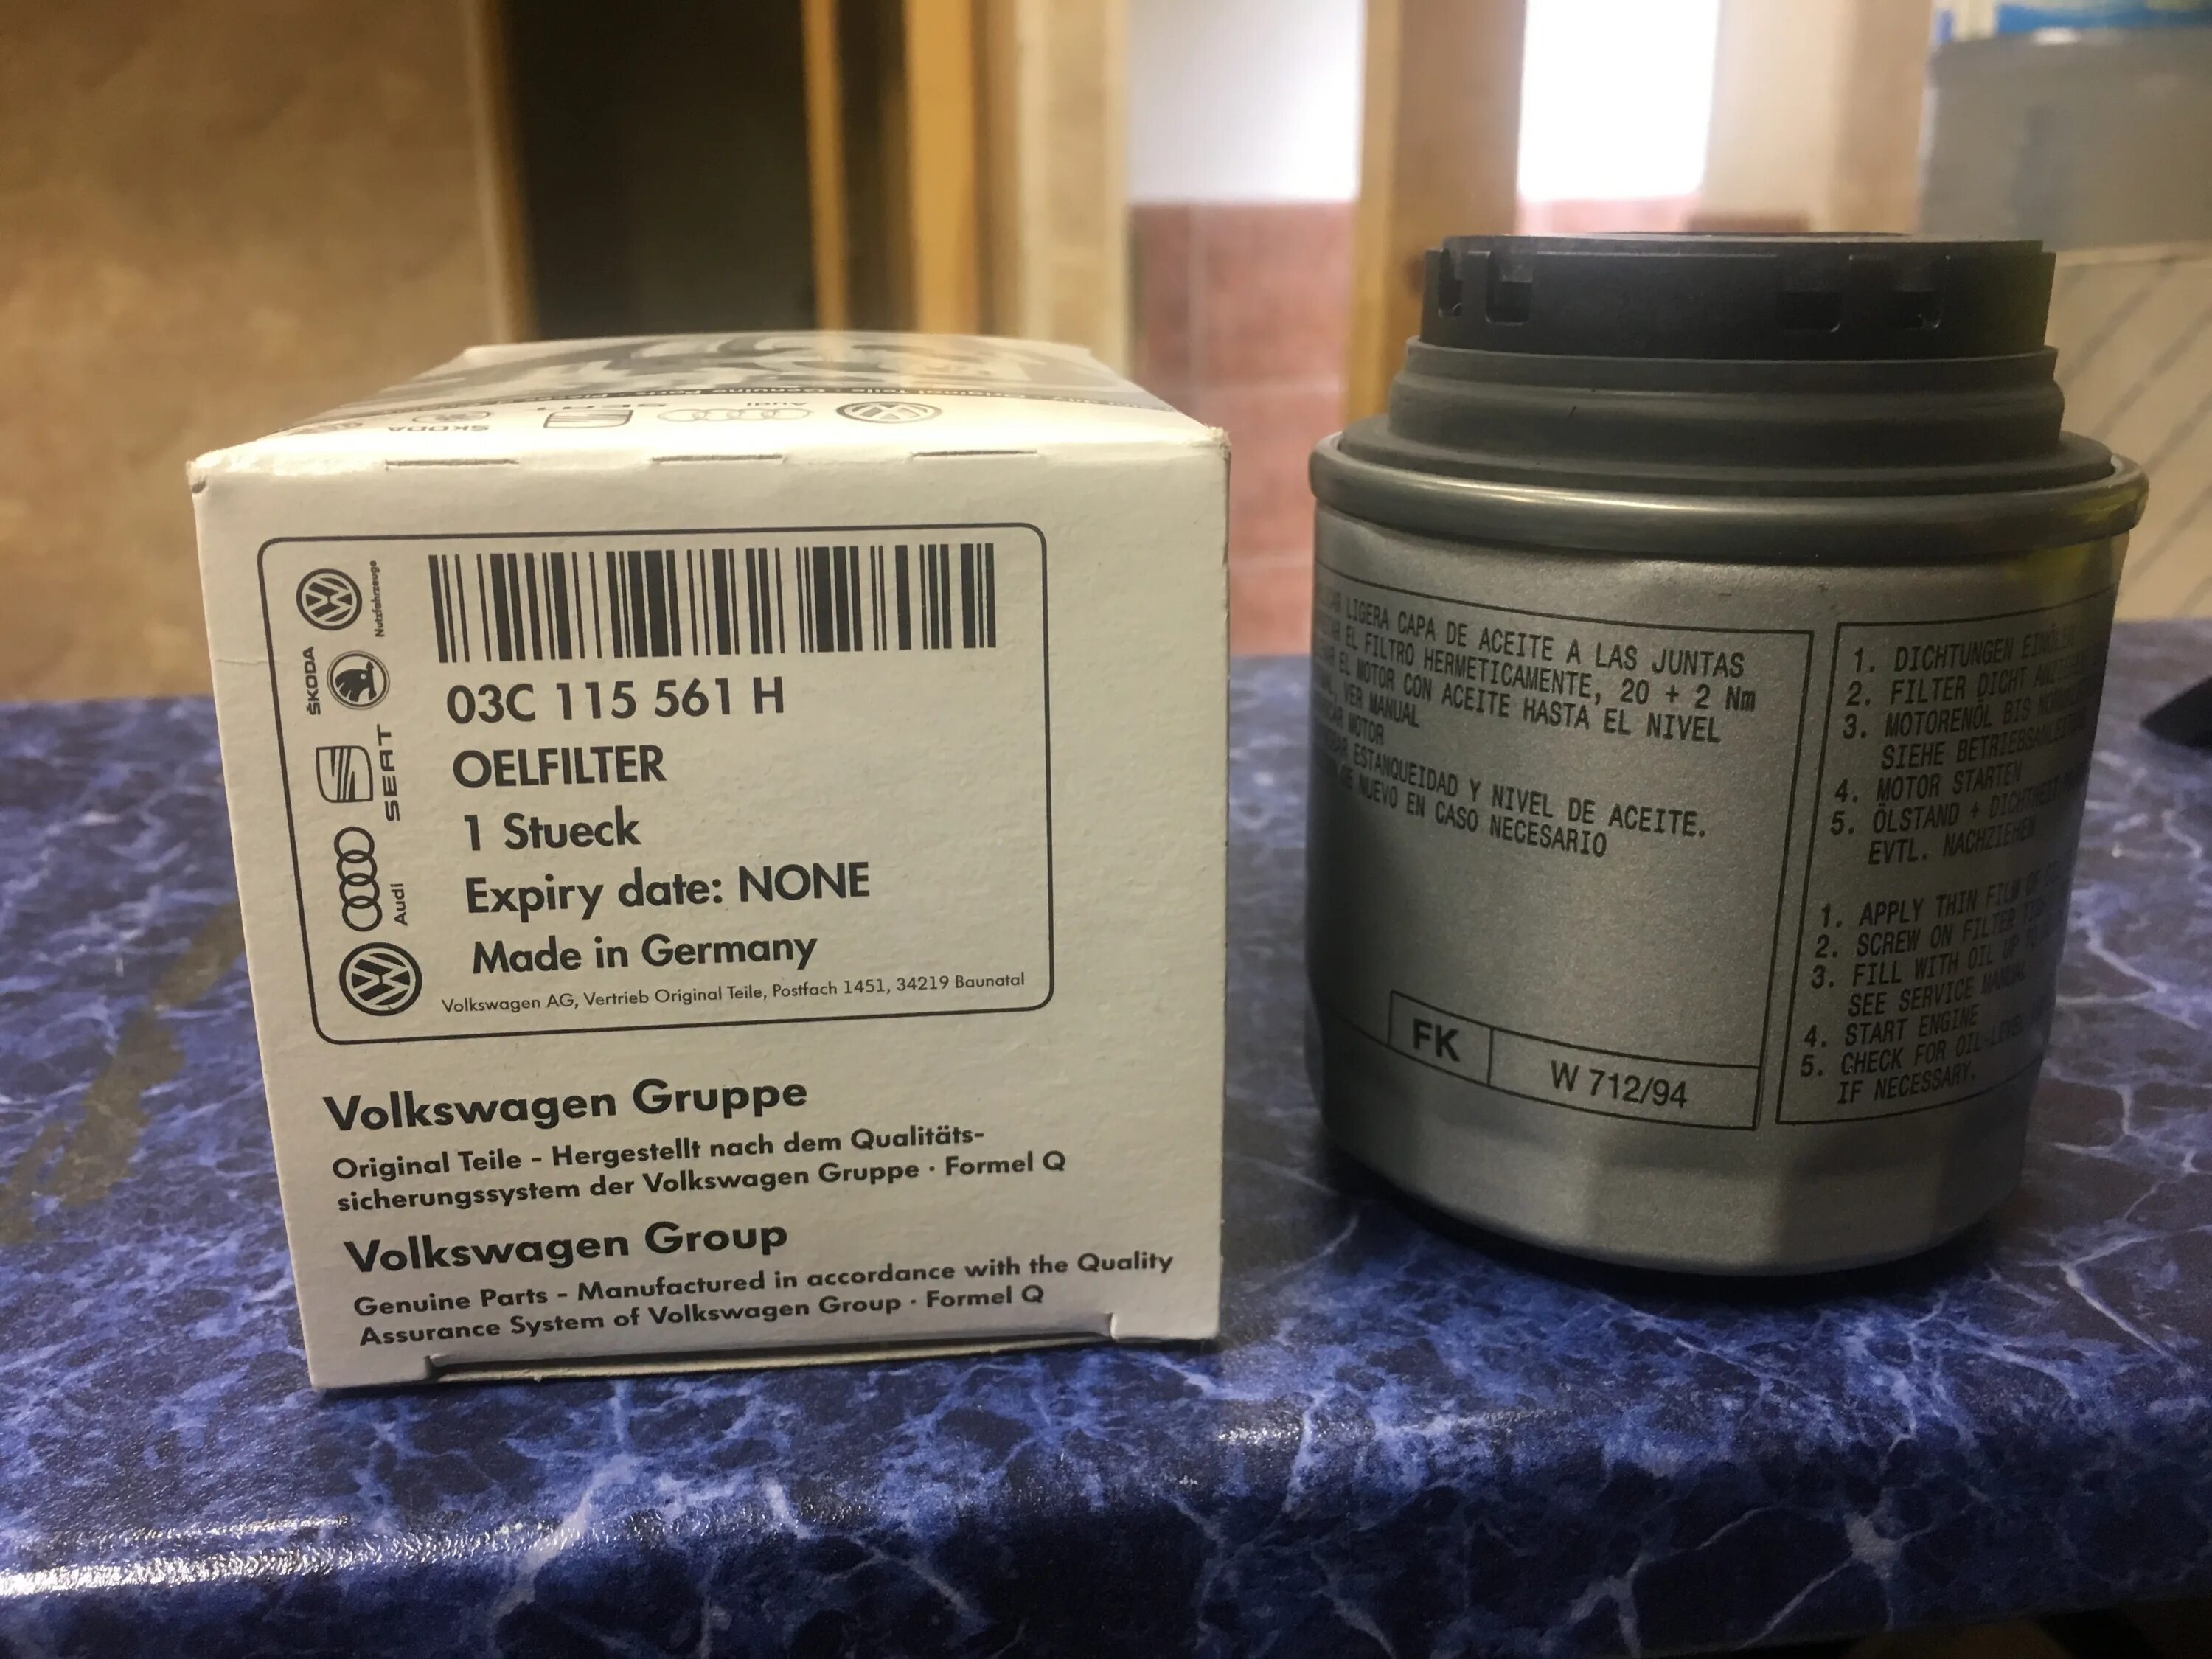 ŠKODA
SEAT
Audi
Nutzfahrzeuge
ŠKODA
SEAT
Audi
03C 115 561 H
OELFILTER
1 Stueck
Expiry date: NONE
Made in Germany
Volkswagen AG, Vertrieb Original Teile, Postfach 1451, 34219 Baunatal
Volkswagen Gruppe
Original Teile - Hergestellt nach dem Qualitäts-
sicherungssystem der Volkswagen Gruppe · Formel Q
Volkswagen Group
Genuine Parts - Manufactured in accordance with the Quality
Assurance System of Volkswagen Group · Formel Q
LIGERA CAPA DE ACEITE A LAS JUNTAS
EL FILTRO HERMETICAMENTE, 20 + 2 Nm
EL MOTOR CON ACEITE HASTA EL NIVEL
VER MANUAL
MOTOR
ESTANQUEIDAD Y NIVEL DE ACEITE.
NUEVO EN CASO NECESARIO
FK
W 712/94
1. DICHTUNGEN
2. FILTER DICHT
3. MOTORENÖL BIS
SIEHE BETRIEBSANLEITUNG
4. MOTOR STARTEN
5. ÖLSTAND +
EVTL. NACHZIEHEN
1. APPLY THIN FILM OF
2. SCREW ON FILTER
3. FILL WITH OIL UP
SEE SERVICE MANUAL
4. START ENGINE
5. CHECK FOR OIL-LEVEL
IF NECESSARY.